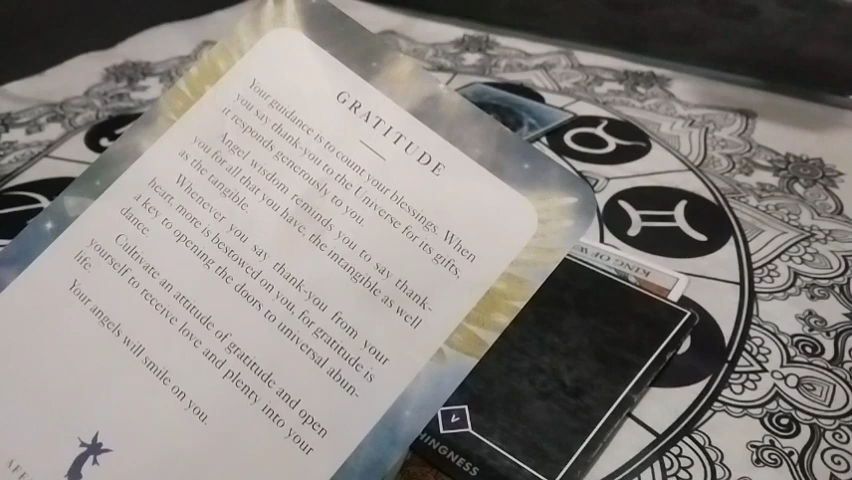 GRATITUDE
Your guidance is to count your blessings. When
you say thank-you to the Universe for its gifts,
it responds generously to you.
Angel wisdom reminds you to say thank-
you for all that you have, the intangible as well
as the tangible.
Whenever you say thank-you from your
heart, more is bestowed on you, for gratitude is
a key to opening the doors to universal abun-
dance.
Cultivate an attitude of gratitude and open
yourself to receive love and plenty into your
life.
Your angels will smile on you.
KING OF